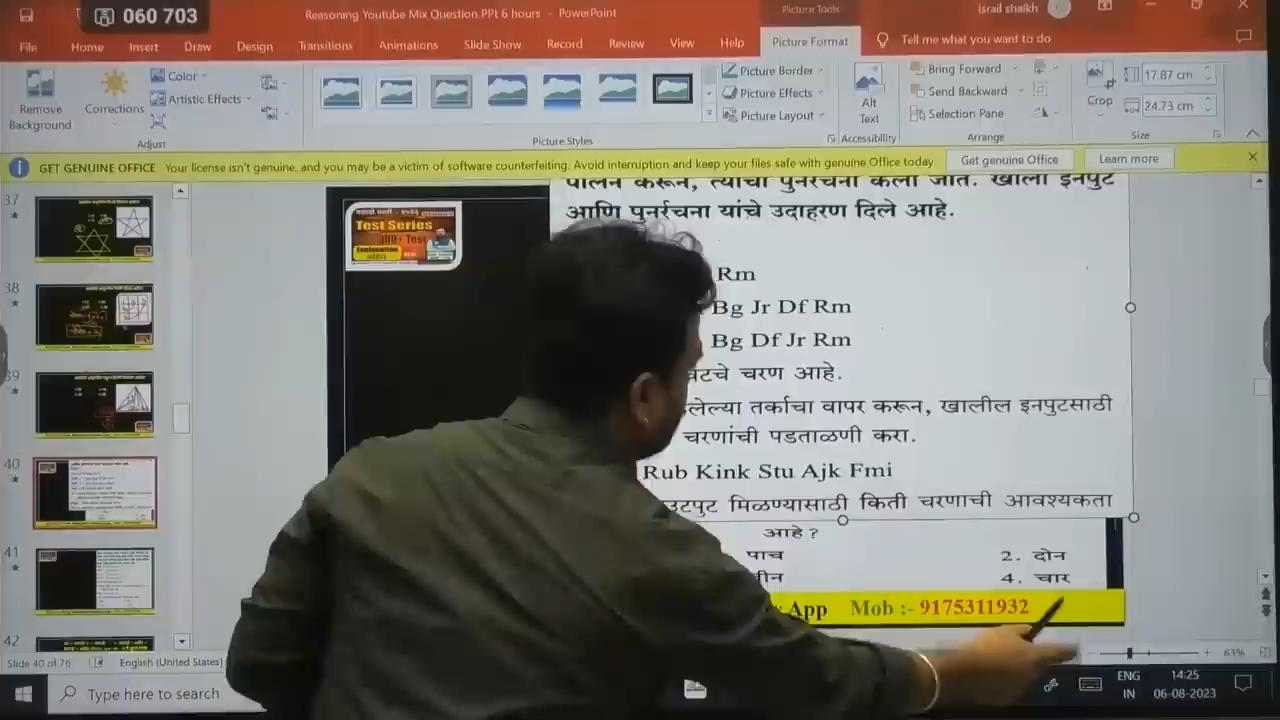 060 703
Reasoning Youtube Mix Question PPt 6 hours - PowerPoint
Picture Tools
israil shaikh
File Home Insert Draw Design Transitions Animations Slide Show Record Review View Help Picture Format Tell me what you want to do
Remove Background
Corrections
Color
Artistic Effects
Adjust
Picture Styles
Picture Border
Picture Effects
Picture Layout
Alt Text
Accessibility
Bring Forward
Send Backward
Selection Pane
Arrange
Crop
17.87 cm
24.73 cm
Size
GET GENUINE OFFICE Your license isn't genuine, and you may be a victim of software counterfeiting. Avoid interruption and keep your files safe with genuine Office today
Get genuine Office
Learn more
37
38
39
40
41
42
Test Series
आणि पुनर्रचना यांचे उदाहरण दिले आहे.
Rm
Bg Jr Df Rm
Bg Df Jr Rm
चरण आहे.
तर्काचा वापर करून, खालील इनपुटसाठी
चरणांची पडताळणी करा.
Rub Kink Stu Ajk Fmi
मिळण्यासाठी किती चरणाची आवश्यकता
आहे?
पाच 2. दोन
4. चार
App Mob :- 9175311932
Slide 40 of 76 English (United States)
63%
Type here to search
ENG
IN
14:25
06-08-2023